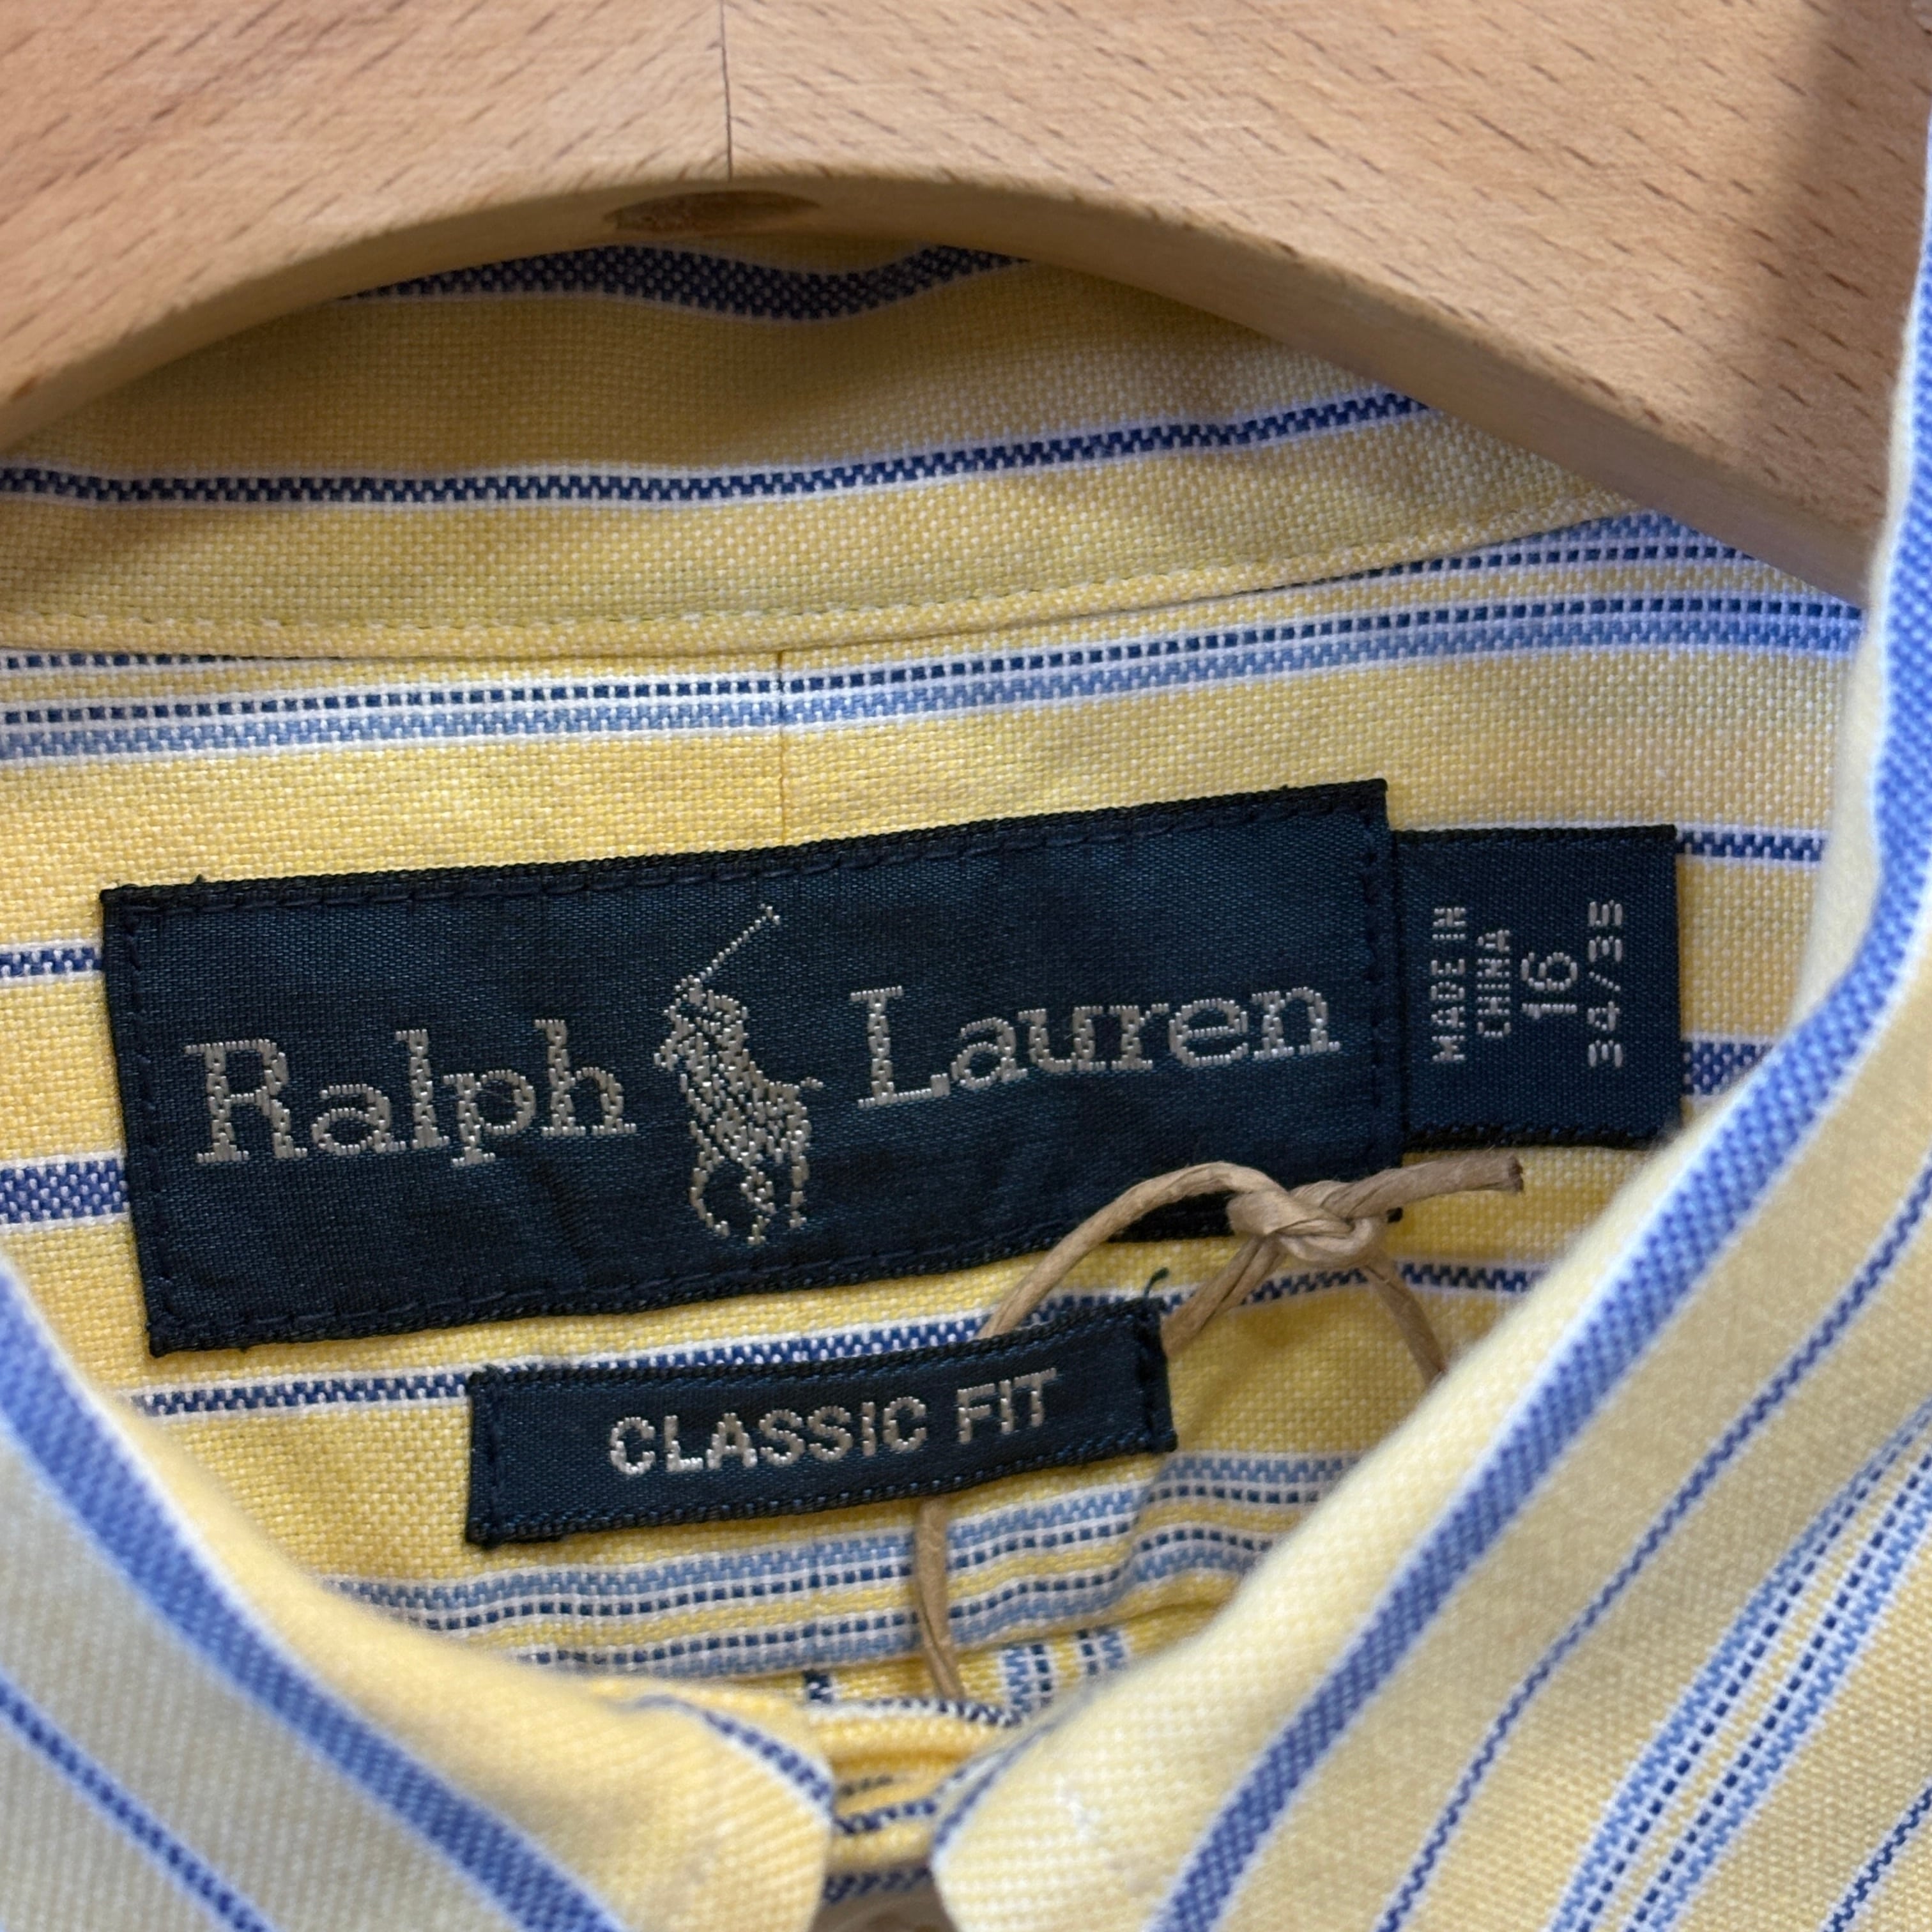 Ralph Lauren
MADE IN
CHINA
16
34/35
CLASSIC FIT